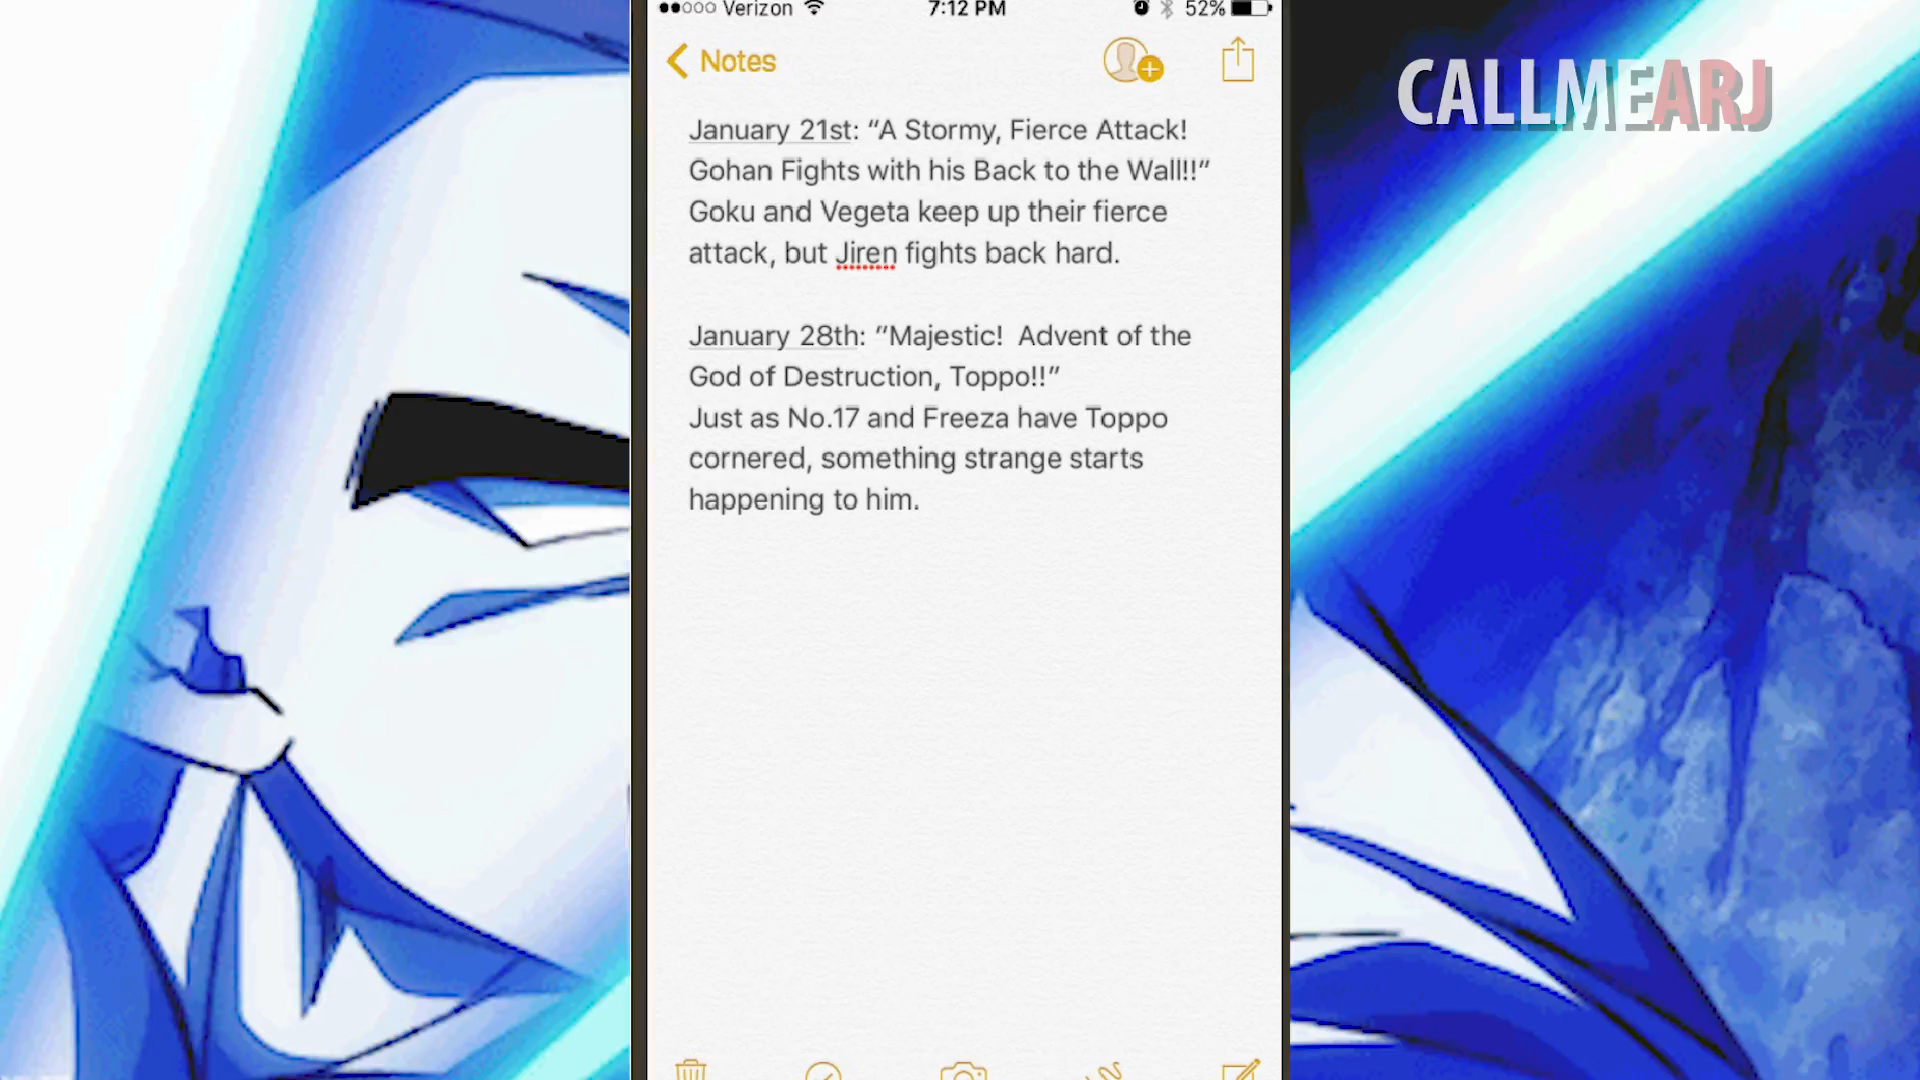 Verizon 7:12 PM 52%
Notes
CALLMEARJ
January 21st: “A Stormy, Fierce Attack!
Gohan Fights with his Back to the Wall!!”
Goku and Vegeta keep up their fierce
attack, but Jiren fights back hard.
January 28th: “Majestic!  Advent of the
God of Destruction, Toppo!!”
Just as No.17 and Freeza have Toppo
cornered, something strange starts
happening to him.